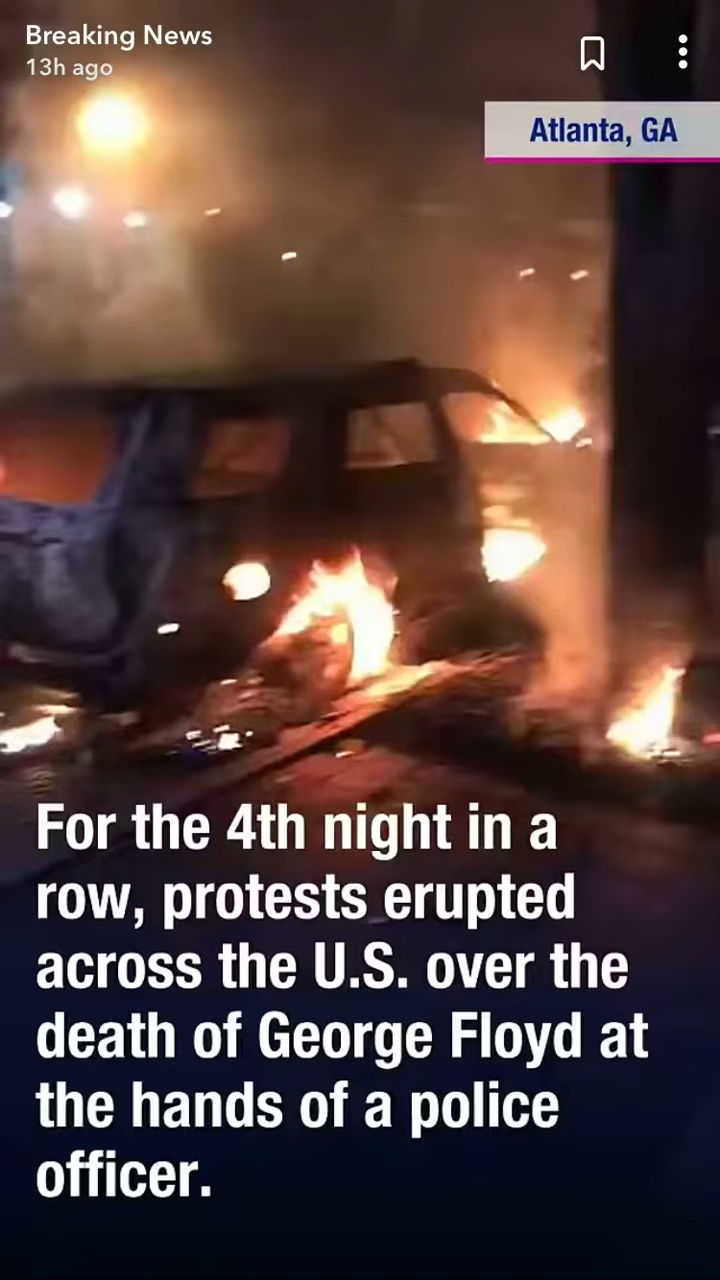 Breaking News
13h ago
Atlanta, GA
For the 4th night in a
row, protests erupted
across the U.S. over the
death of George Floyd at
the hands of a police
officer.